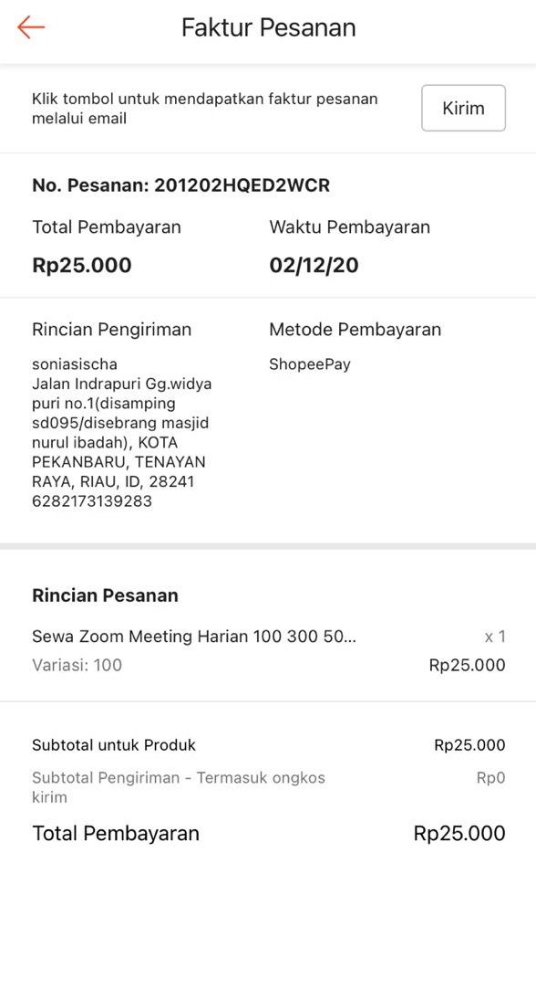 Faktur Pesanan
Klik tombol untuk mendapatkan faktur pesanan
melalui email
Kirim
No. Pesanan: 201202HQED2WCR
Total Pembayaran
Waktu Pembayaran
Rp25.000
02/12/20
Rincian Pengiriman
Metode Pembayaran
soniasischa
ShopeePay
Jalan Indrapuri Gg.widya
puri no.1(disamping
sd095/disebrang masjid
nurul ibadah), KOTA
PEKANBARU, TENAYAN
RAYA, RIAU, ID, 28241
6282173139283
Rincian Pesanan
Sewa Zoom Meeting Harian 100 300 50... x 1
Variasi: 100 Rp25.000
Subtotal untuk Produk Rp25.000
Subtotal Pengiriman - Termasuk ongkos Rp0
kirim
Total Pembayaran Rp25.000